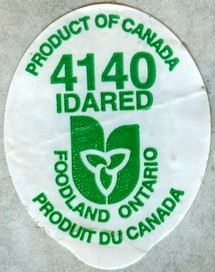 PRODUCT OF CANADA
4140
IDARED
FOODLAND ONTARIO
PRODUIT DU CANADA